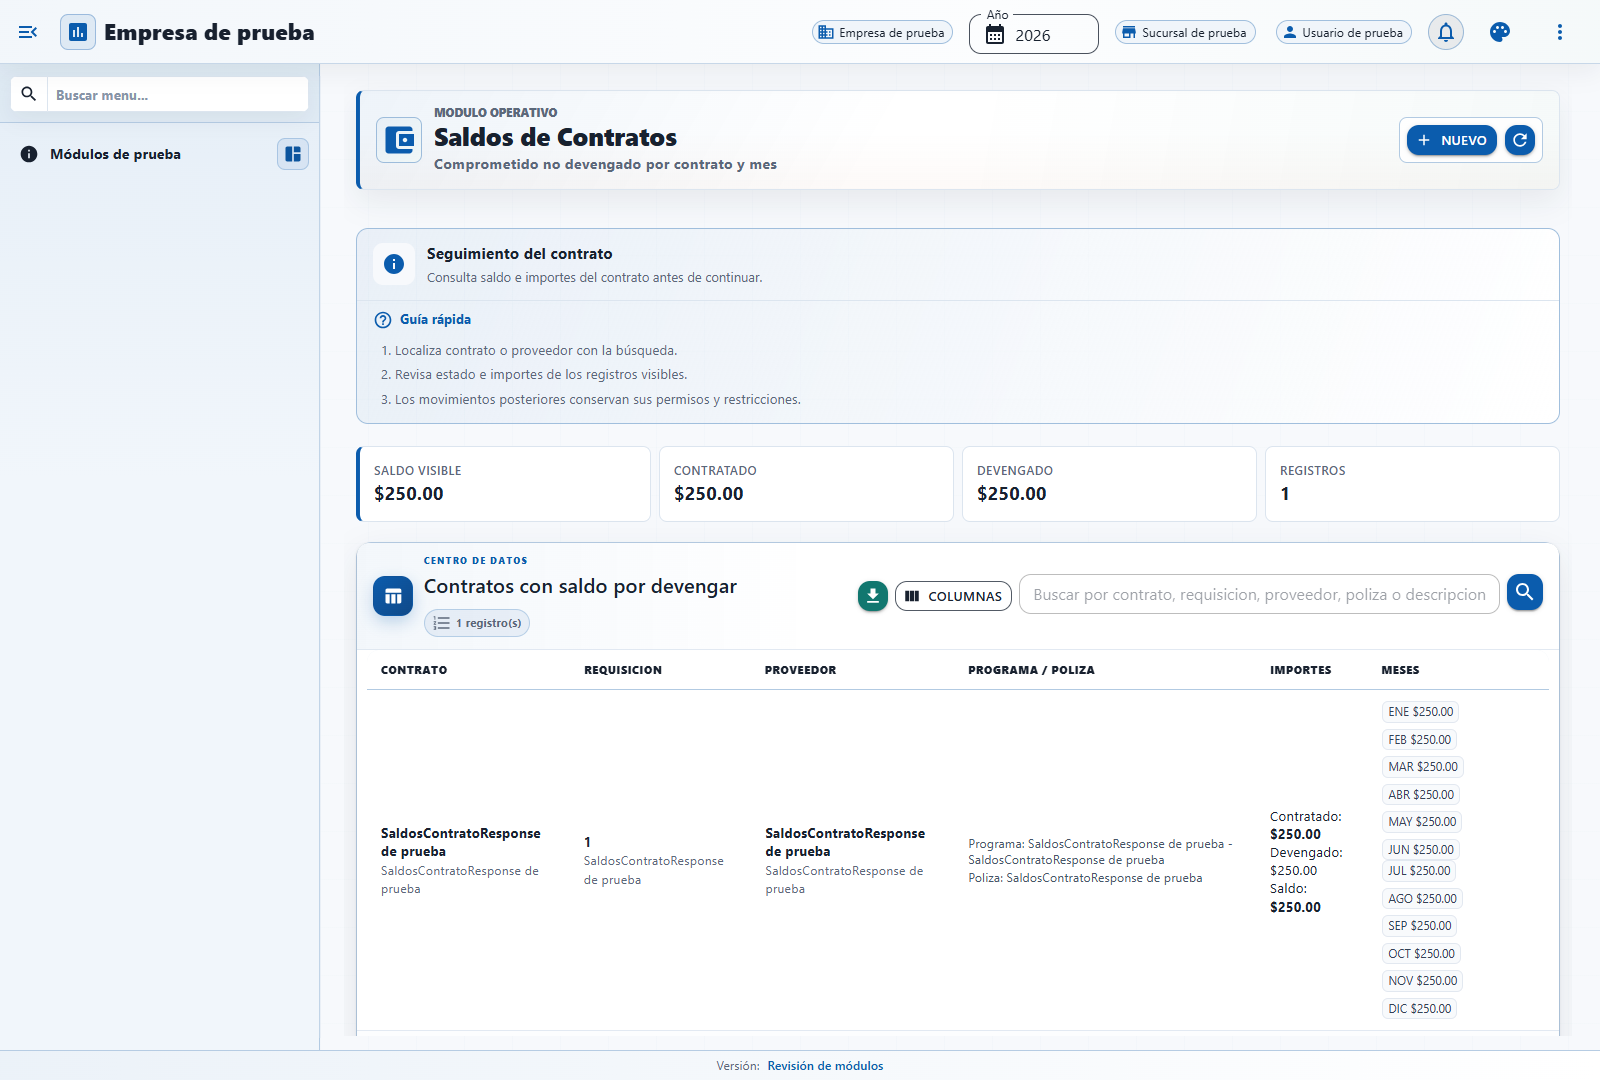 Empresa de prueba
Empresa de prueba
Año
2026
Sucursal de prueba
Usuario de prueba
Buscar menu...
Módulos de prueba
MODULO OPERATIVO
Saldos de Contratos
Comprometido no devengado por contrato y mes
NUEVO
Seguimiento del contrato
Consulta saldo e importes del contrato antes de continuar.
Guía rápida
1. Localiza contrato o proveedor con la búsqueda.
2. Revisa estado e importes de los registros visibles.
3. Los movimientos posteriores conservan sus permisos y restricciones.
SALDO VISIBLE
$250.00
CONTRATADO
$250.00
DEVENGADO
$250.00
REGISTROS
1
CENTRO DE DATOS
Contratos con saldo por devengar
1 registro(s)
COLUMNAS
Buscar por contrato, requisicion, proveedor, poliza o descripcion
CONTRATO
REQUISICION
PROVEEDOR
PROGRAMA / POLIZA
IMPORTES
MESES
SaldosContratoResponse
de prueba
SaldosContratoResponse de
prueba
1
SaldosContratoResponse
de prueba
SaldosContratoResponse
de prueba
SaldosContratoResponse de
prueba
Programa: SaldosContratoResponse de prueba -
SaldosContratoResponse de prueba
Poliza: SaldosContratoResponse de prueba
Contratado:
$250.00
Devengado:
$250.00
Saldo:
$250.00
ENE $250.00
FEB $250.00
MAR $250.00
ABR $250.00
MAY $250.00
JUN $250.00
JUL $250.00
AGO $250.00
SEP $250.00
OCT $250.00
NOV $250.00
DIC $250.00
Versión: Revisión de módulos